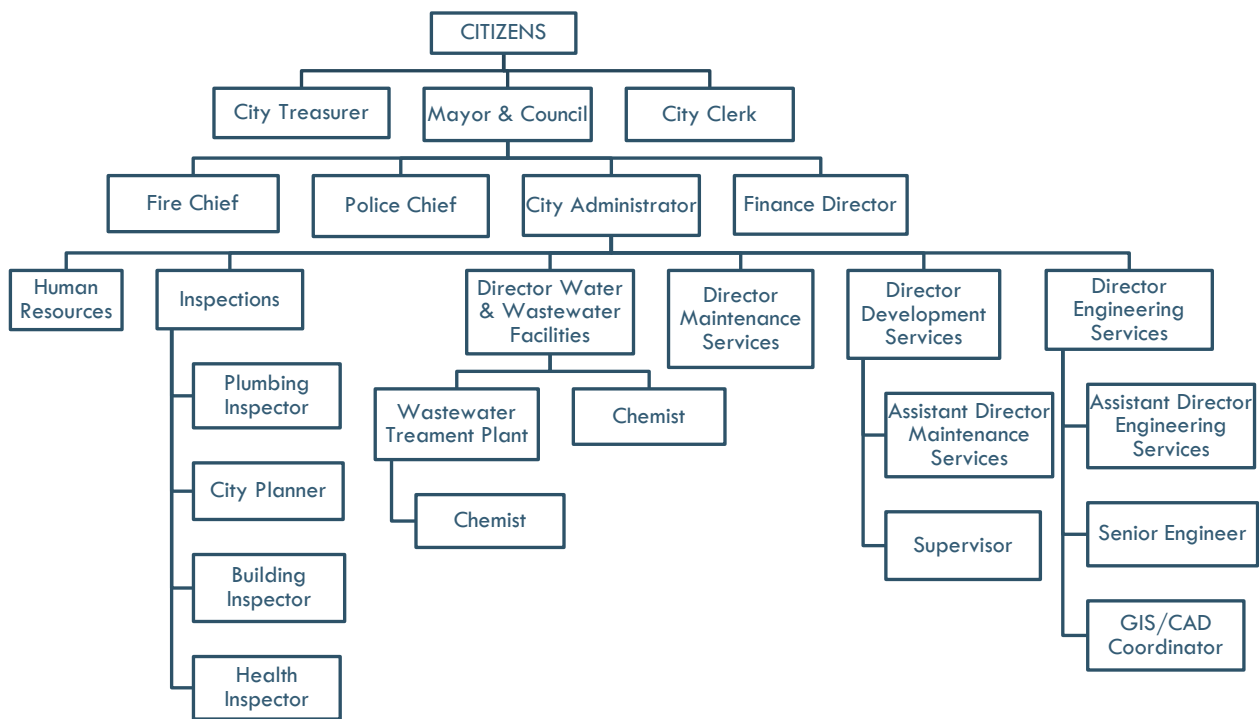 CITIZENS
City Treasurer
Mayor & Council
City Clerk
Fire Chief
Police Chief
City Administrator
Finance Director
Human
Resources
Inspections
Director Water
& Wastewater
Facilities
Director
Maintenance
Services
Director
Development
Services
Director
Engineering
Services
Plumbing
Inspector
City Planner
Building
Inspector
Health
Inspector
Wastewater
Treament Plant
Chemist
Chemist
Assistant Director
Maintenance
Services
Supervisor
Assistant Director
Engineering
Services
Senior Engineer
GIS/CAD
Coordinator